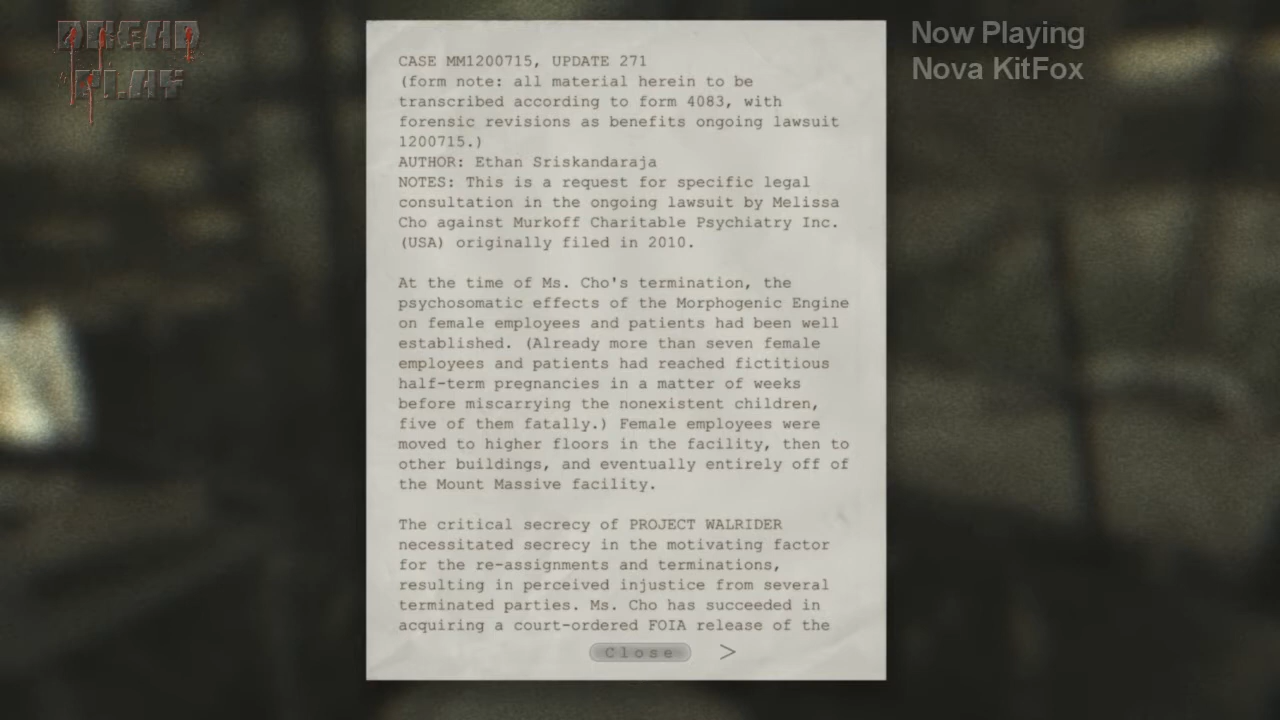 DREAD
PLAY
Now Playing
Nova KitFox
CASE MM1200715, UPDATE 271
(form note: all material herein to be
transcribed according to form 4083, with
forensic revisions as benefits ongoing lawsuit
1200715.)
AUTHOR: Ethan Sriskandaraja
NOTES: This is a request for specific legal
consultation in the ongoing lawsuit by Melissa
Cho against Murkoff Charitable Psychiatry Inc.
(USA) originally filed in 2010.
At the time of Ms. Cho's termination, the
psychosomatic effects of the Morphogenic Engine
on female employees and patients had been well
established. (Already more than seven female
employees and patients had reached fictitious
half-term pregnancies in a matter of weeks
before miscarrying the nonexistent children,
five of them fatally.) Female employees were
moved to higher floors in the facility, then to
other buildings, and eventually entirely off of
the Mount Massive facility.
The critical secrecy of PROJECT WALRIDER
necessitated secrecy in the motivating factor
for the re-assignments and terminations,
resulting in perceived injustice from several
terminated parties. Ms. Cho has succeeded in
acquiring a court-ordered FOIA release of the
Close >